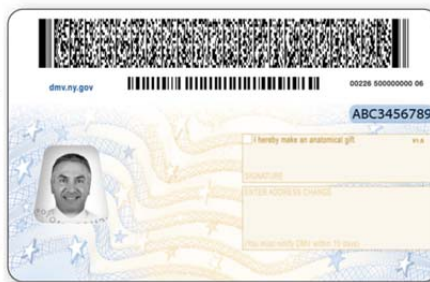 dmv.ny.gov
00226 500000000 06
ABC3456789
I hereby make an anatomical gift
SIGNATURE
ENTER ADDRESS CHANGE
(You must notify DMV within 10 days)